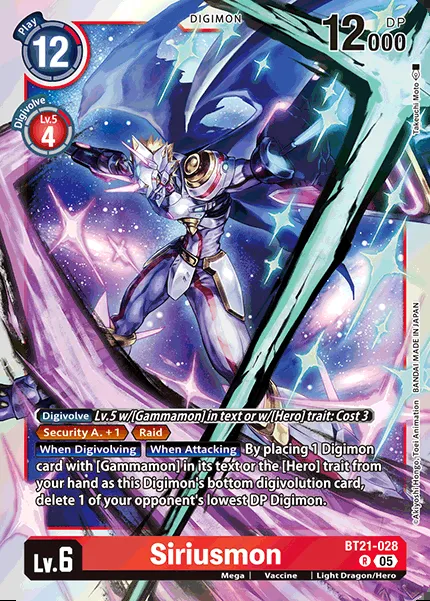 DIGIMON
Play
12
DP
12000
Digivolve
Lv.5
4
Takeuchi Moto
©Akiyoshi Hongo, Toei Animation BANDAI MADE IN JAPAN
Digivolve Lv.5 w/[Gammamon] in text or w/[Hero] trait: Cost 3
Security A. +1 Raid
When Digivolving When Attacking By placing 1 Digimon
card with [Gammamon] in its text or the [Hero] trait from
your hand as this Digimon's bottom digivolution card,
delete 1 of your opponent's lowest DP Digimon.
Lv.6
Siriusmon
BT21-028
R 05
Mega | Vaccine | Light Dragon/Hero